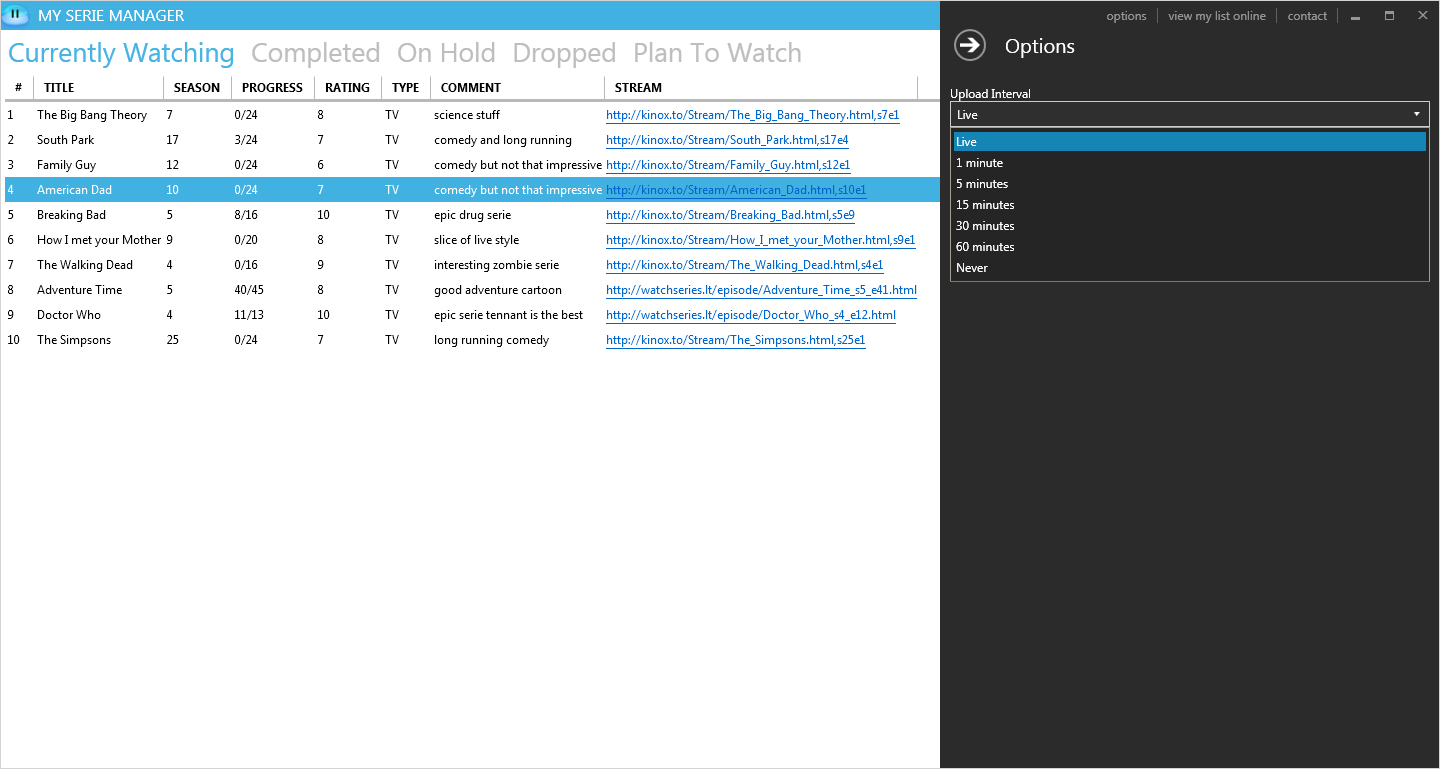 MY SERIE MANAGER
options view my list online contact
Currently Watching Completed On Hold Dropped Plan To Watch
# TITLE SEASON PROGRESS RATING TYPE COMMENT STREAM
1 The Big Bang Theory 7 0/24 8 TV science stuff http://kinox.to/Stream/The_Big_Bang_Theory.html,s7e1
2 South Park 17 3/24 7 TV comedy and long running http://kinox.to/Stream/South_Park.html,s17e4
3 Family Guy 12 0/24 6 TV comedy but not that impressive http://kinox.to/Stream/Family_Guy.html,s12e1
4 American Dad 10 0/24 7 TV comedy but not that impressive http://kinox.to/Stream/American_Dad.html,s10e1
5 Breaking Bad 5 8/16 10 TV epic drug serie http://kinox.to/Stream/Breaking_Bad.html,s5e9
6 How I met your Mother 9 0/20 8 TV slice of live style http://kinox.to/Stream/How_I_met_your_Mother.html,s9e1
7 The Walking Dead 4 0/16 9 TV interesting zombie serie http://kinox.to/Stream/The_Walking_Dead.html,s4e1
8 Adventure Time 5 40/45 8 TV good adventure cartoon http://watchseries.lt/episode/Adventure_Time_s5_e41.html
9 Doctor Who 4 11/13 10 TV epic serie tennant is the best http://watchseries.lt/episode/Doctor_Who_s4_e12.html
10 The Simpsons 25 0/24 7 TV long running comedy http://kinox.to/Stream/The_Simpsons.html,s25e1
Options
Upload Interval
Live
Live
1 minute
5 minutes
15 minutes
30 minutes
60 minutes
Never